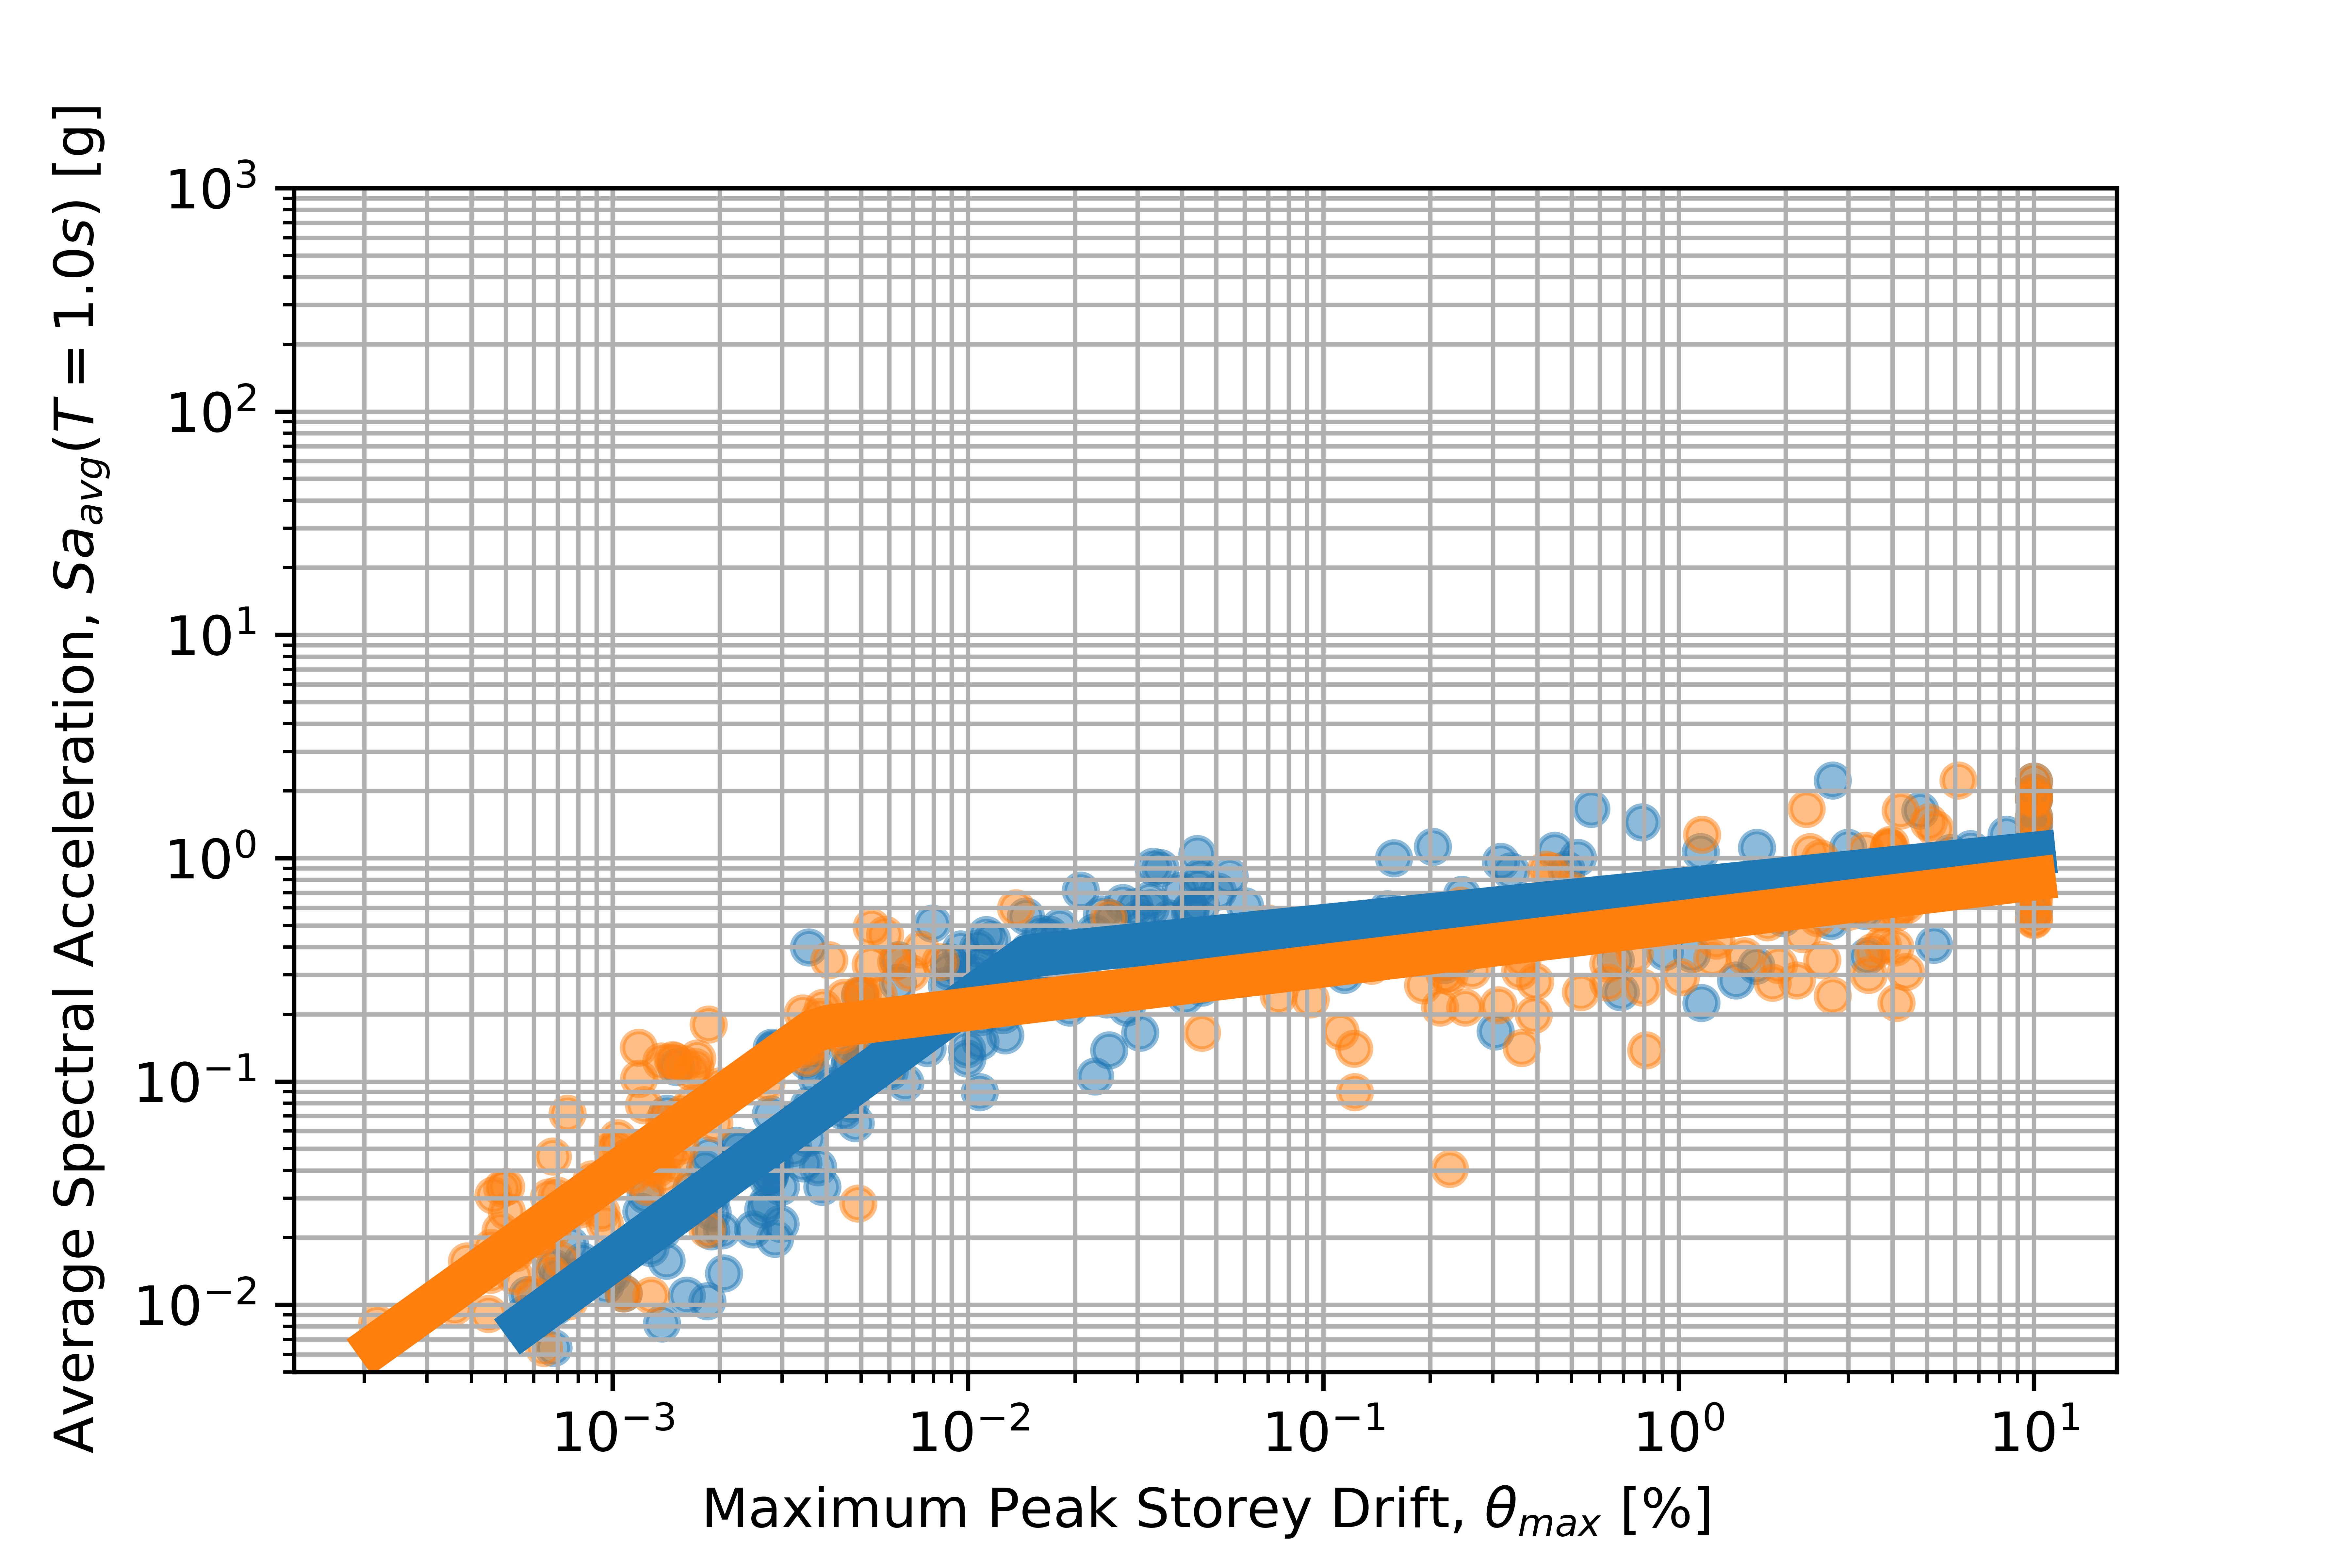 Average Spectral Acceleration, Sa_avg(T = 1.0s) [g]
10^3
10^2
10^1
10^0
10^−1
10^−2
10^−3 10^−2 10^−1 10^0 10^1
Maximum Peak Storey Drift, θ_max [%]